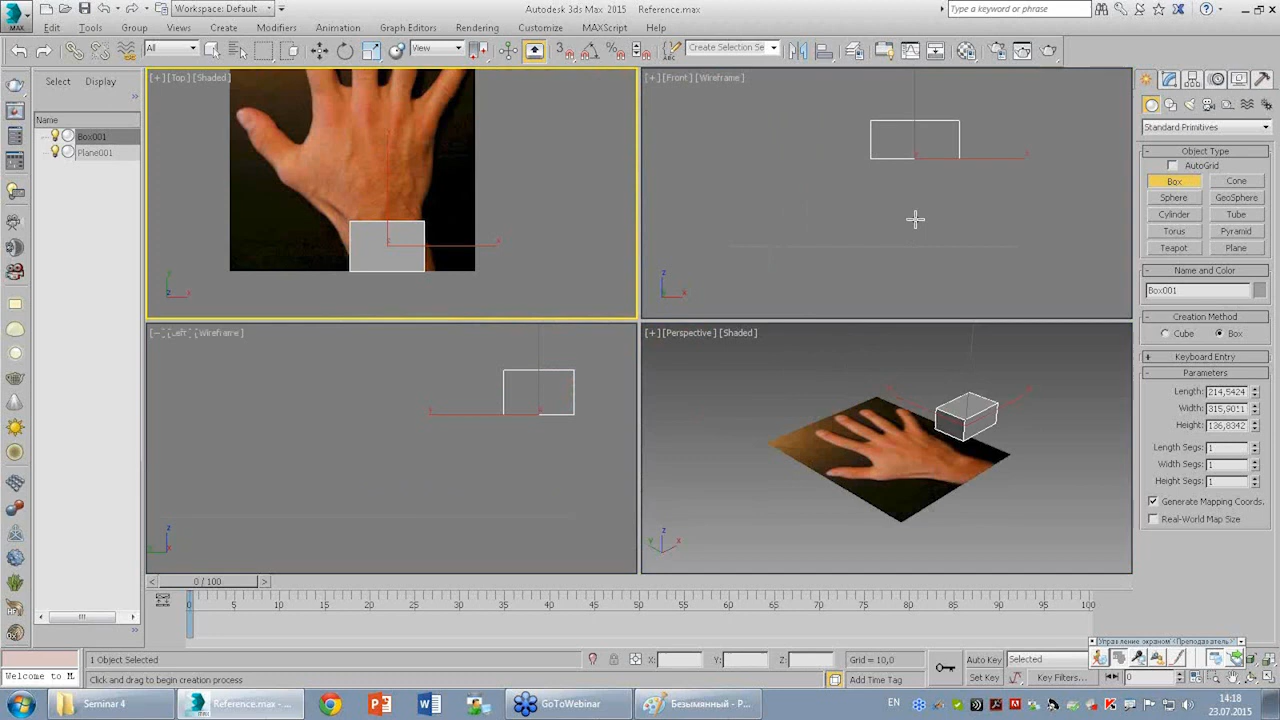 Workspace: Default
Autodesk 3ds Max 2015
Reference.max
Type a keyword or phrase
MAX
Edit Tools Group Views Create Modifiers Animation Graph Editors Rendering Customize MAXScript Help
All
View
Create Selection Se
Select Display
Name
Box001
Plane001
[+] [Top] [Shaded]
[+] [Front] [Wireframe]
[Wireframe]
[+] [Perspective] [Shaded]
Standard Primitives
Object Type
AutoGrid
Box Cone
Sphere GeoSphere
Cylinder Tube
Torus Pyramid
Teapot Plane
Name and Color
Box001
Creation Method
Cube Box
Keyboard Entry
Parameters
Length: 214,5424
Width: 315,9011
Height: 136,8342
Length Segs: 1
Width Segs: 1
Height Segs: 1
Generate Mapping Coords.
Real-World Map Size
0 / 100
0 5 10 15 20 25 30 35 40 45 50 55 60 65 70 75 80 85 90 95 100
Управление экраном
1 Object Selected
X: Y: Z:
Grid = 10,0
Auto Key Selected
Welcome to M
Click and drag to begin creation process
Add Time Tag
Set Key Key Filters...
0
Seminar 4
Reference.max - ...
GoToWebinar
Безымянный - P...
EN
14:18
23.07.2015